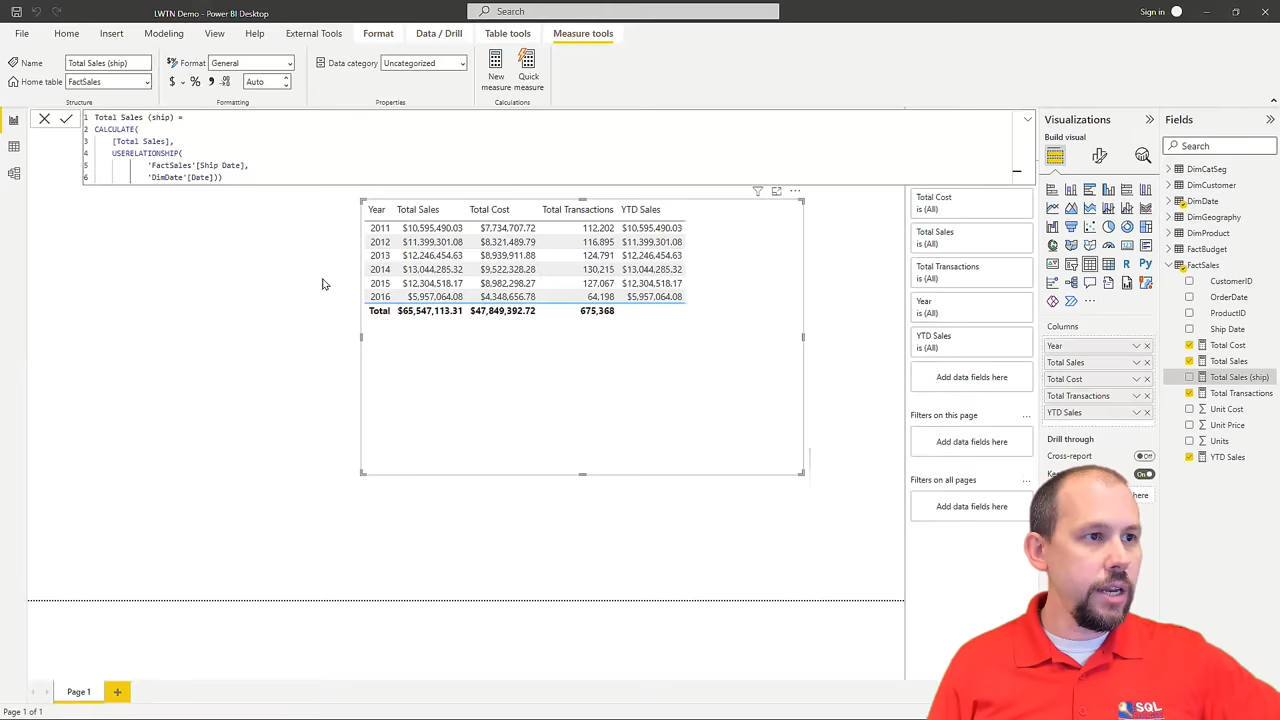 LWTN Demo - Power BI Desktop
Search
Sign in
File
Home
Insert
Modeling
View
Help
External Tools
Format
Data / Drill
Table tools
Measure tools
Name
Total Sales (ship)
Format
General
Data category
Uncategorized
Home table
FactSales
$
%
Auto
New
measure
Quick
measure
Structure
Formatting
Properties
Calculations
1 Total Sales (ship) =
2 CALCULATE(
3 [Total Sales],
4 USERELATIONSHIP(
5 'FactSales'[Ship Date],
6 'DimDate'[Date]))
Year Total Sales Total Cost Total Transactions YTD Sales
2011 $10,595,490.03 $7,734,707.72 112,202 $10,595,490.03
2012 $11,399,301.08 $8,321,489.79 116,895 $11,399,301.08
2013 $12,246,454.63 $8,939,911.88 124,791 $12,246,454.63
2014 $13,044,285.32 $9,522,328.28 130,215 $13,044,285.32
2015 $12,304,518.17 $8,982,298.27 127,067 $12,304,518.17
2016 $5,957,064.08 $4,348,656.78 64,198 $5,957,064.08
Total $65,547,113.31 $47,849,392.72 675,368
Total Cost
is (All)
Total Sales
is (All)
Total Transactions
is (All)
Year
is (All)
YTD Sales
is (All)
Add data fields here
Filters on this page
Add data fields here
Filters on all pages
Add data fields here
Visualizations
Build visual
R
Py
Columns
Year
Total Sales
Total Cost
Total Transactions
YTD Sales
Drill through
Cross-report
Off
On
here
Fields
Search
DimCatSeg
DimCustomer
DimDate
DimGeography
DimProduct
FactBudget
FactSales
CustomerID
OrderDate
ProductID
Ship Date
Total Cost
Total Sales
Total Sales (ship)
Total Transactions
Unit Cost
Unit Price
Units
YTD Sales
Page 1
Page 1 of 1
SQL